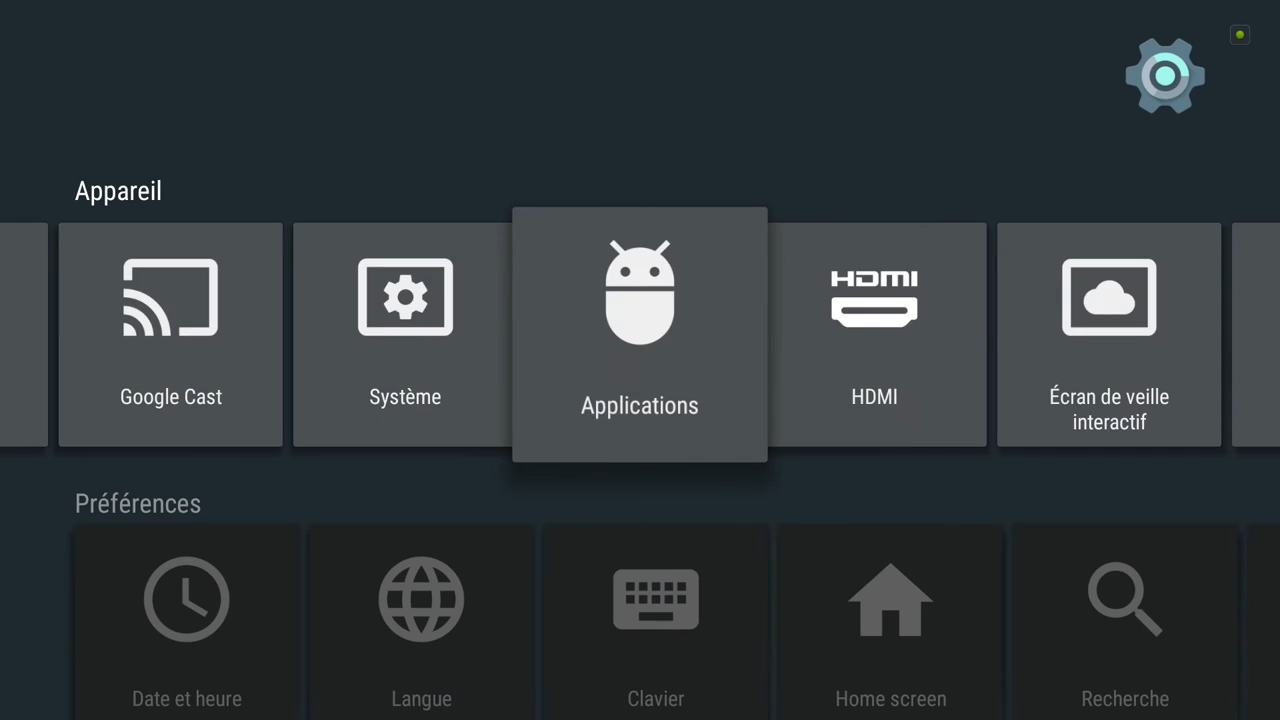 Appareil
Google Cast
Système
Applications
HDMI
HDMI
Écran de veille
interactif
Préférences
Date et heure
Langue
Clavier
Home screen
Recherche